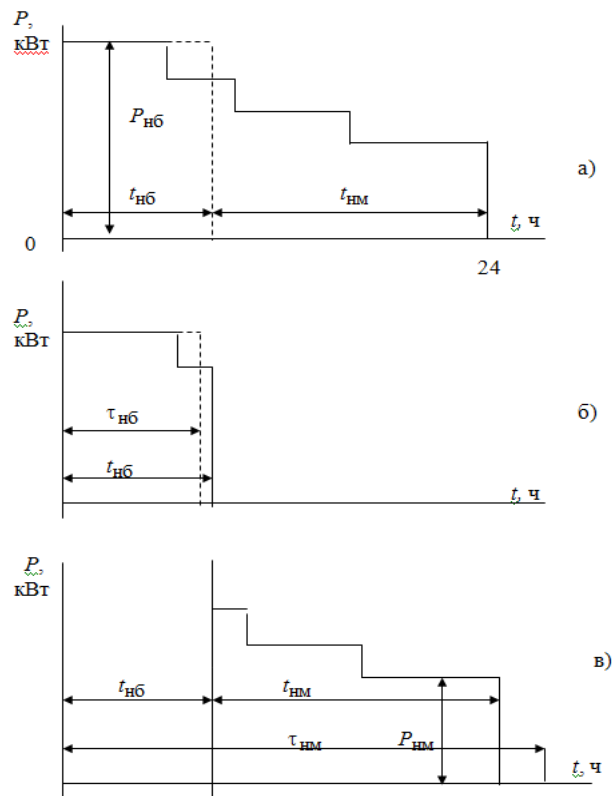 P,
кВт
Pнб
а)
tнб
tнм
t, ч
0
24
P,
кВт
τнб
б)
tнб
t, ч
P,
кВт
в)
tнб
tнм
τнм
Pнм
t, ч